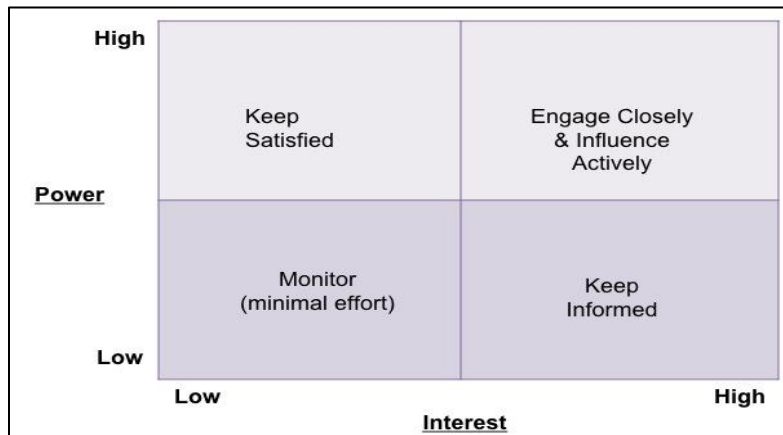 High
Keep
Satisfied
Engage Closely
& Influence
Actively
Power
Monitor
(minimal effort)
Keep
Informed
Low
Low
High
Interest